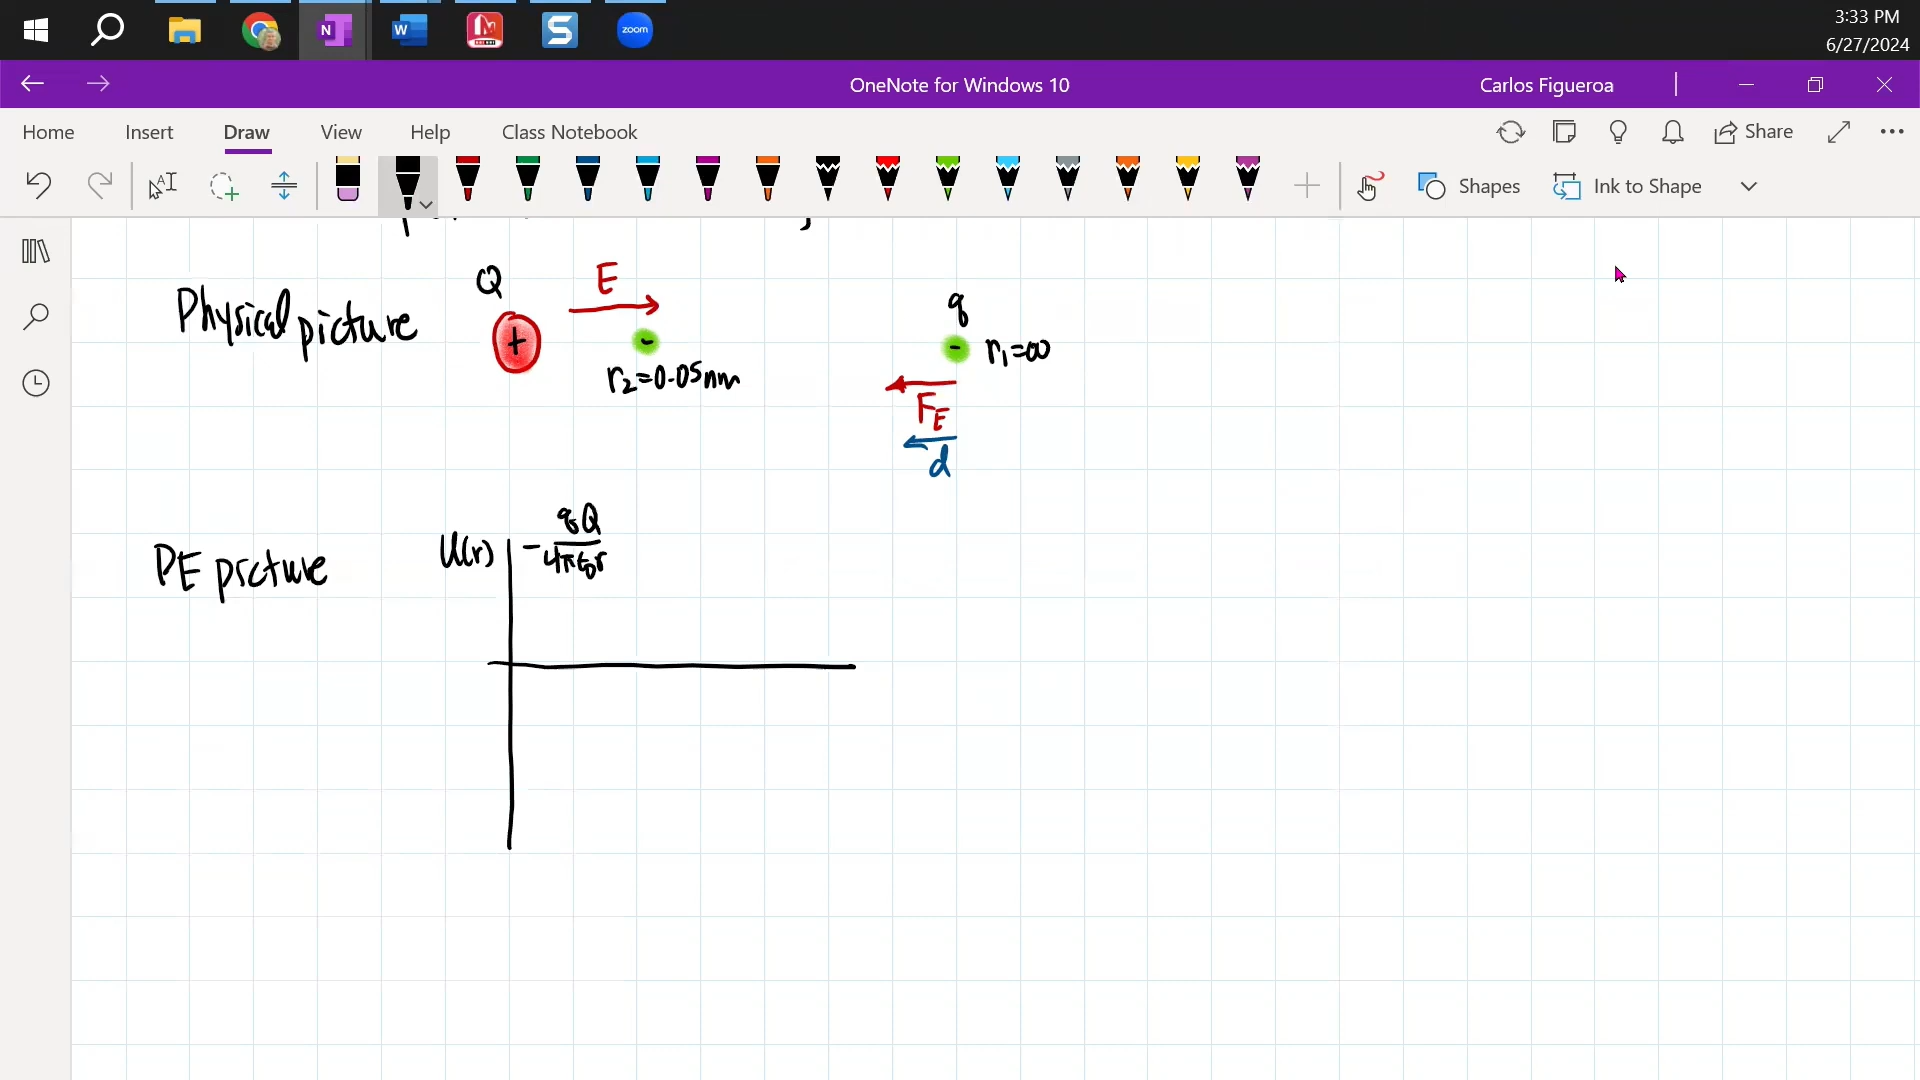 3:33 PM
6/27/2024
OneNote for Windows 10
Carlos Figueroa
Home Insert Draw View Help Class Notebook
Share
Shapes
Ink to Shape
N
W
S
zoom
Physical picture
Q
+
E
-
r₂=0.05nm
q
-
r₁=∞
F_E
d
PE picture
U(r)
- qQ
4πε₀r